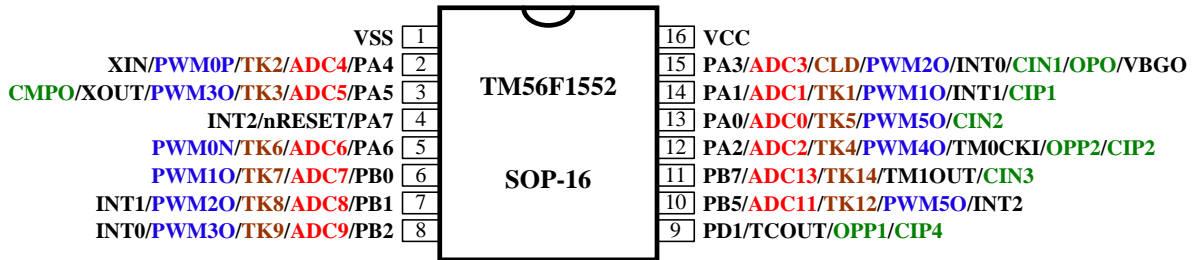 VSS 1 16 VCC
XIN/PWM0P/TK2/ADC4/PA4 2 15 PA3/ADC3/CLD/PWM2O/INT0/CIN1/OPO/VBGO
CMPO/XOUT/PWM3O/TK3/ADC5/PA5 3 TM56F1552 14 PA1/ADC1/TK1/PWM1O/INT1/CIP1
INT2/nRESET/PA7 4 13 PA0/ADC0/TK5/PWM5O/CIN2
PWM0N/TK6/ADC6/PA6 5 12 PA2/ADC2/TK4/PWM4O/TM0CKI/OPP2/CIP2
PWM1O/TK7/ADC7/PB0 6 SOP-16 11 PB7/ADC13/TK14/TM1OUT/CIN3
INT1/PWM2O/TK8/ADC8/PB1 7 10 PB5/ADC11/TK12/PWM5O/INT2
INT0/PWM3O/TK9/ADC9/PB2 8 9 PD1/TCOUT/OPP1/CIP4